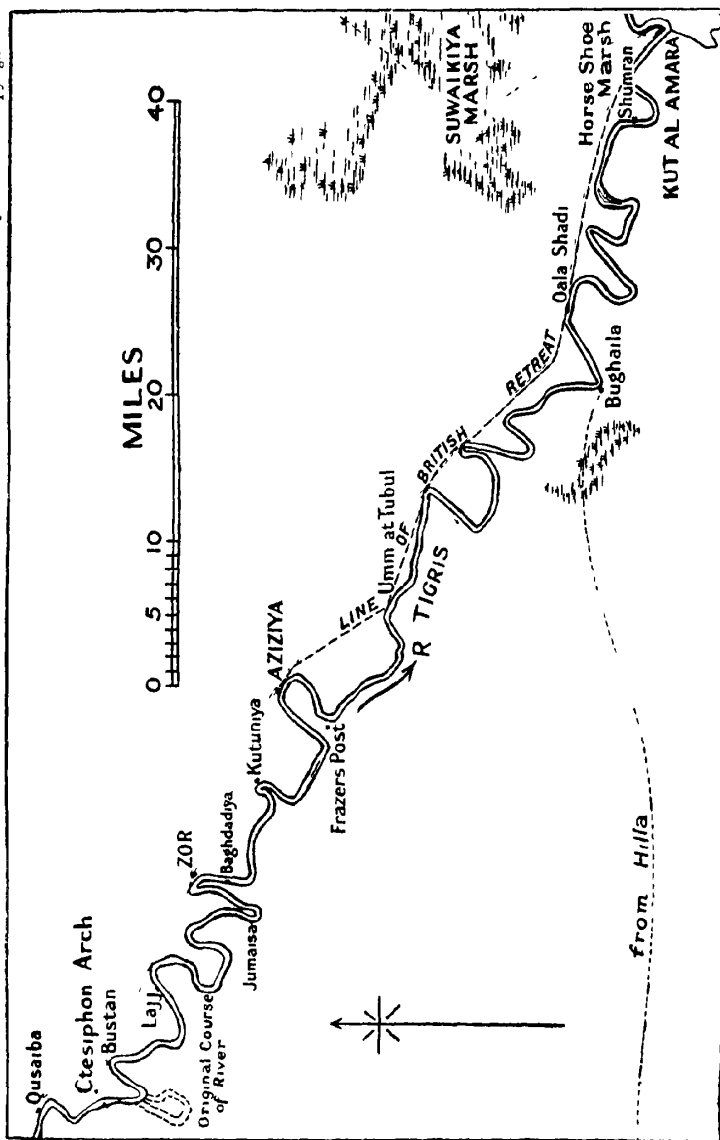 MILES
0 5 10 20 30 40
Qusaiba
Ctesiphon Arch
Bustan
Lajj
Original Course
of River
ZOR
Baghdadiya
Jumaisa
Kutuniya
AZIZIYA
Frazers Post
LINE OF BRITISH RETREAT
Umm at Tubul
R TIGRIS
SUWAIKIYA
MARSH
Qala Shadi
Bughaila
Horse Shoe
Marsh
Shumran
KUT AL AMARA
from Hilla